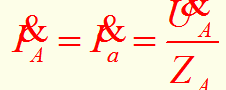 I&_A = I&_a = U&_A / Z_A